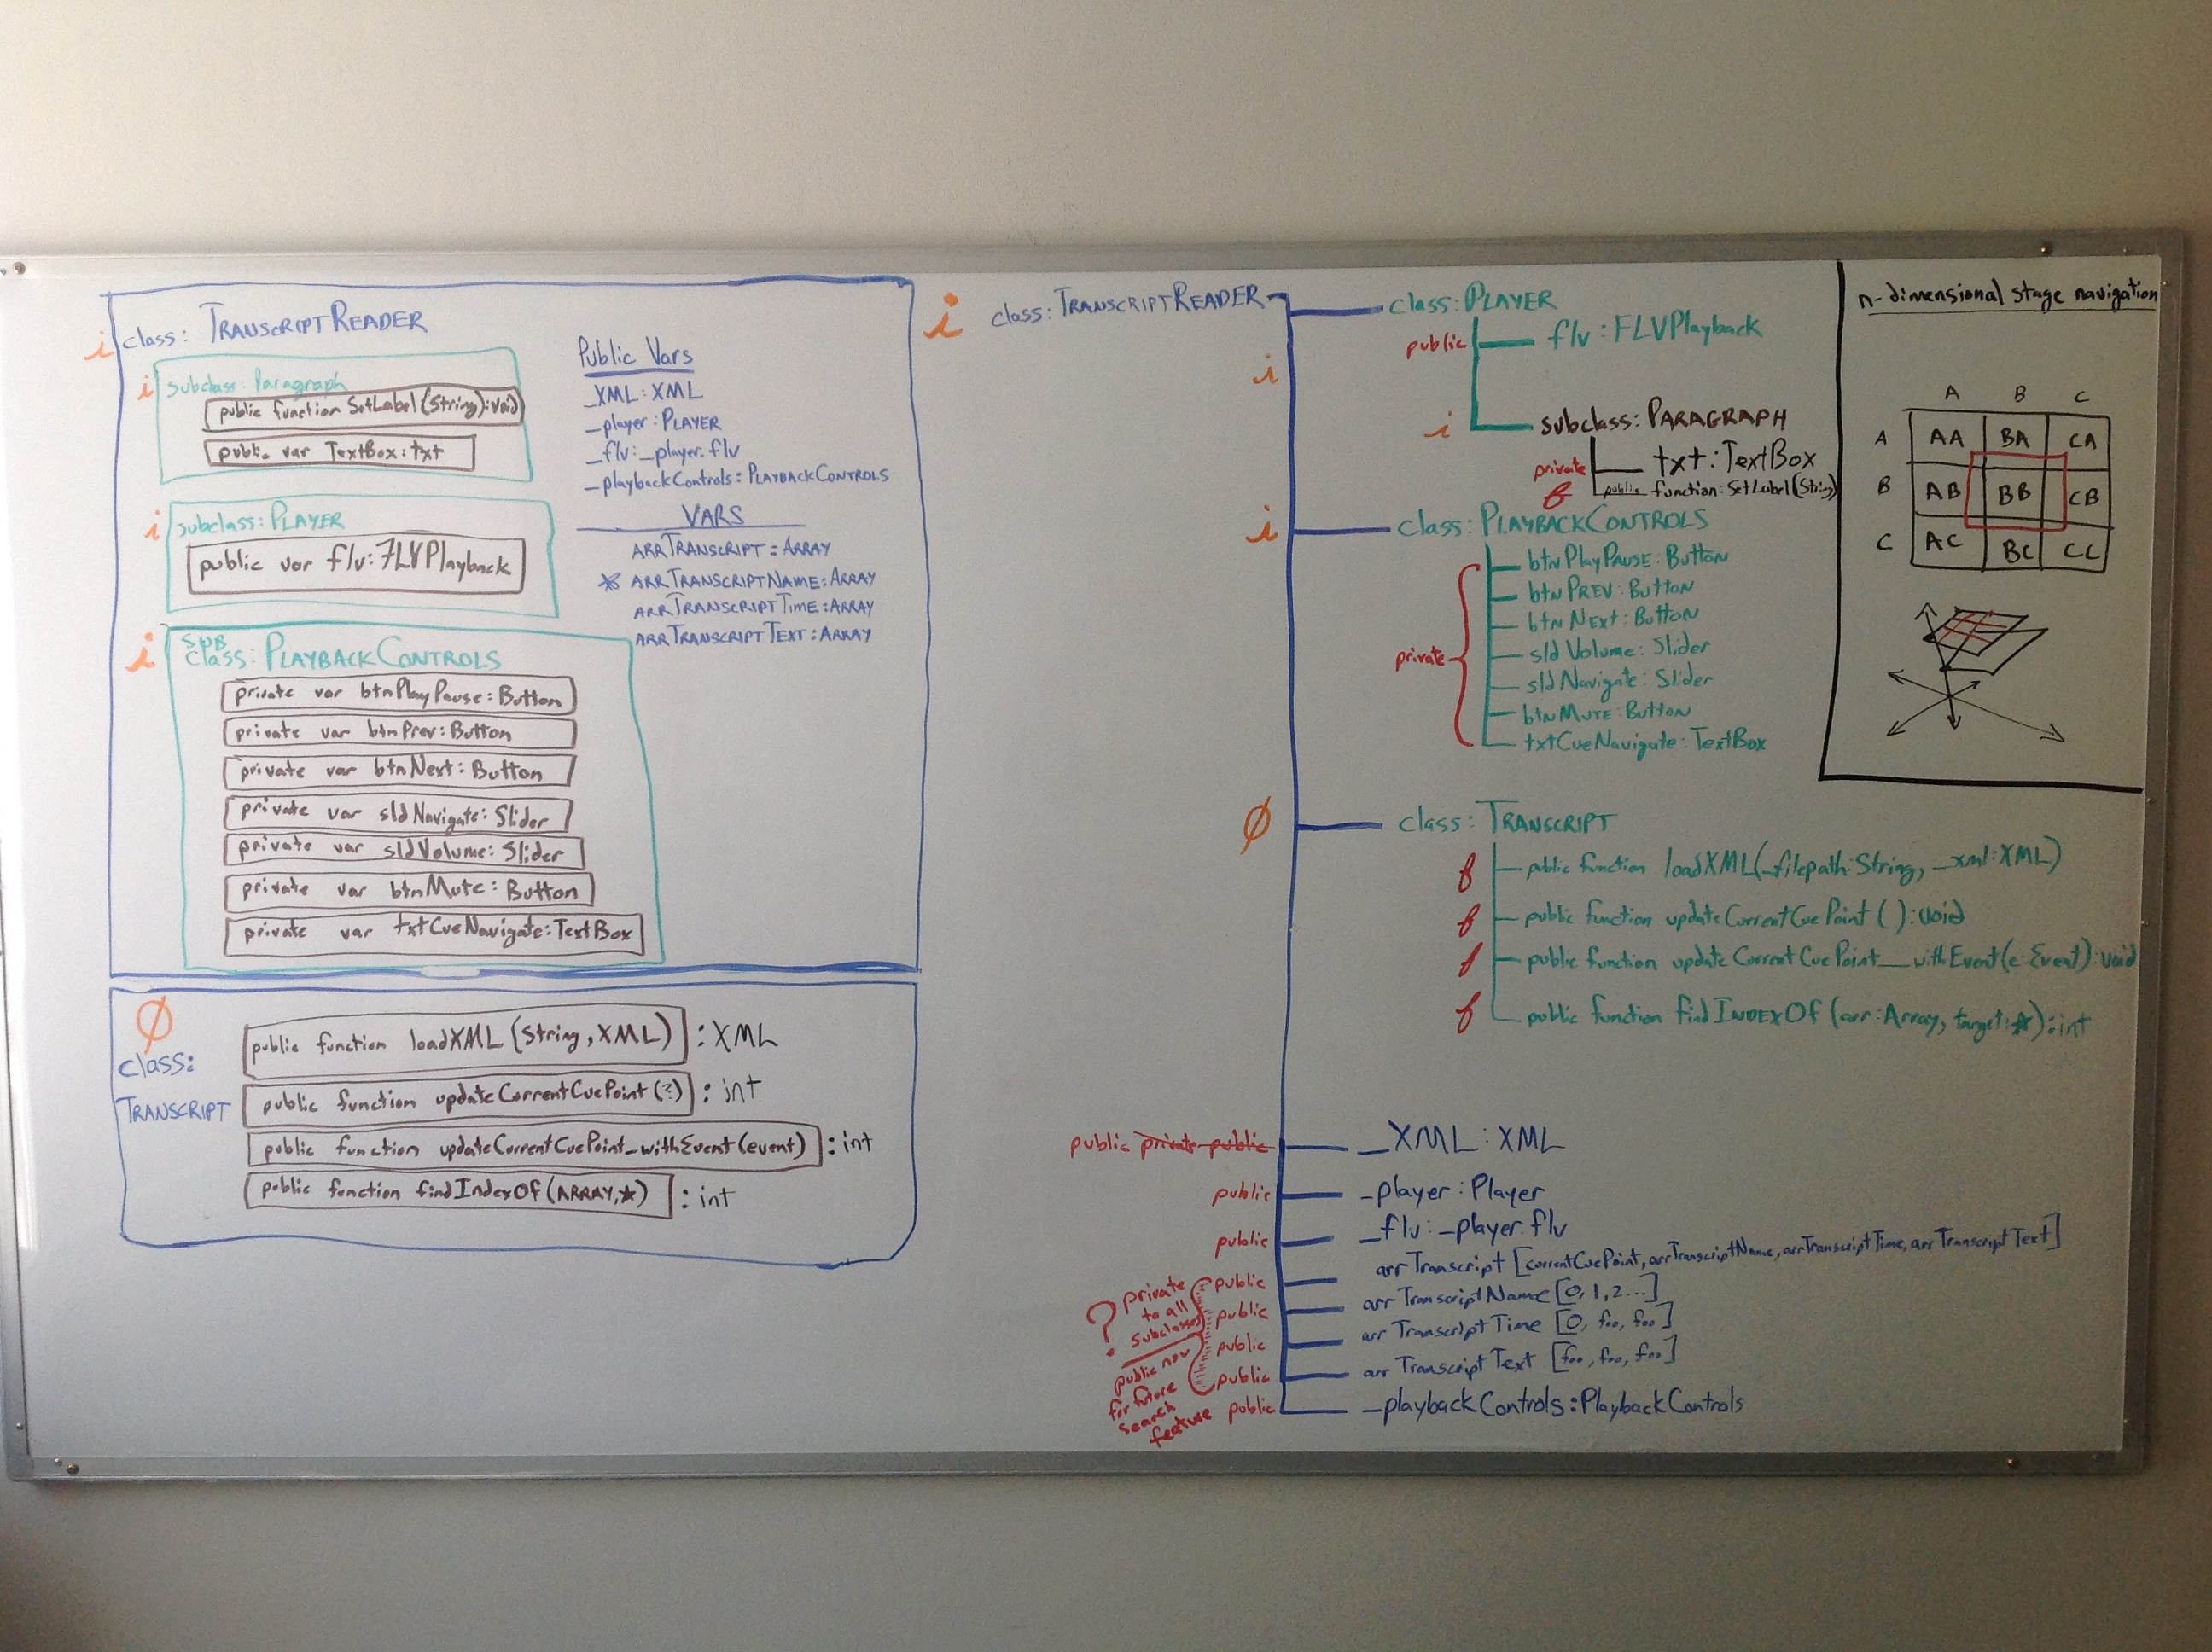 i class: TRANSCRIPTREADER
i subclass: Paragraph
public function SetLabel(String):void
public var TextBox:txt
i subclass: PLAYER
public var flv:FLVPlayback
i SUB
class: PLAYBACKCONTROLS
private var btnPlayPause:Button
private var btnPrev:Button
private var btnNext:Button
private var sldNavigate:Slider
private var sldVolume:Slider
private var btnMute:Button
private var txtCueNavigate:TextBox
Public Vars
_XML:XML
_player:PLAYER
_flv:_player.flv
_playbackControls:PLAYBACKCONTROLS
VARS
ARRTRANSCRIPT:ARRAY
* ARRTRANSCRIPTNAME:ARRAY
ARRTRANSCRIPTTIME:ARRAY
ARRTRANSCRIPTTEXT:ARRAY
Ø
class:
TRANSCRIPT
public function loadXML(String,XML):XML
public function updateCurrentCuePoint(?):int
public function updateCurrentCuePoint_withEvent(event):int
public function findIndexOf(ARRAY,*):int
i class: TRANSCRIPTREADER
i class: PLAYER
public flv:FLVPlayback
i subclass: PARAGRAPH
private txt:TextBox
f public function:SetLabel(String)
i class: PLAYBACKCONTROLS
private
btnPlayPAUSE:Button
btnPREV:Button
btnNext:Button
sldVolume:Slider
sldNavigate:Slider
btnMUTE:Button
txtCueNavigate:TextBox
Ø class: TRANSCRIPT
f public function loadXML(_filepath:String, _xml:XML)
f public function updateCurrentCuePoint():void
f public function updateCurrentCuePoint_withEvent(e:Event):void
f public function findINDEXOf(arr:Array, target:*):int
public private public _XML:XML
public _player:Player
public _flv:_player.flv
public arrTranscript[currentCuePoint,arrTranscriptName,arrTranscriptTime,arrTranscriptText]
public arrTranscriptName[0,1,2...]
public arrTranscriptTime[0, foo, foo]
public arrTranscriptText[foo, foo, foo]
public _playbackControls:PlaybackControls
? private
to all
subclasses
public now
for future
search
feature
n-dimensional stage navigation
A B C
A AA BA CA
B AB BB CB
C AC BC CC